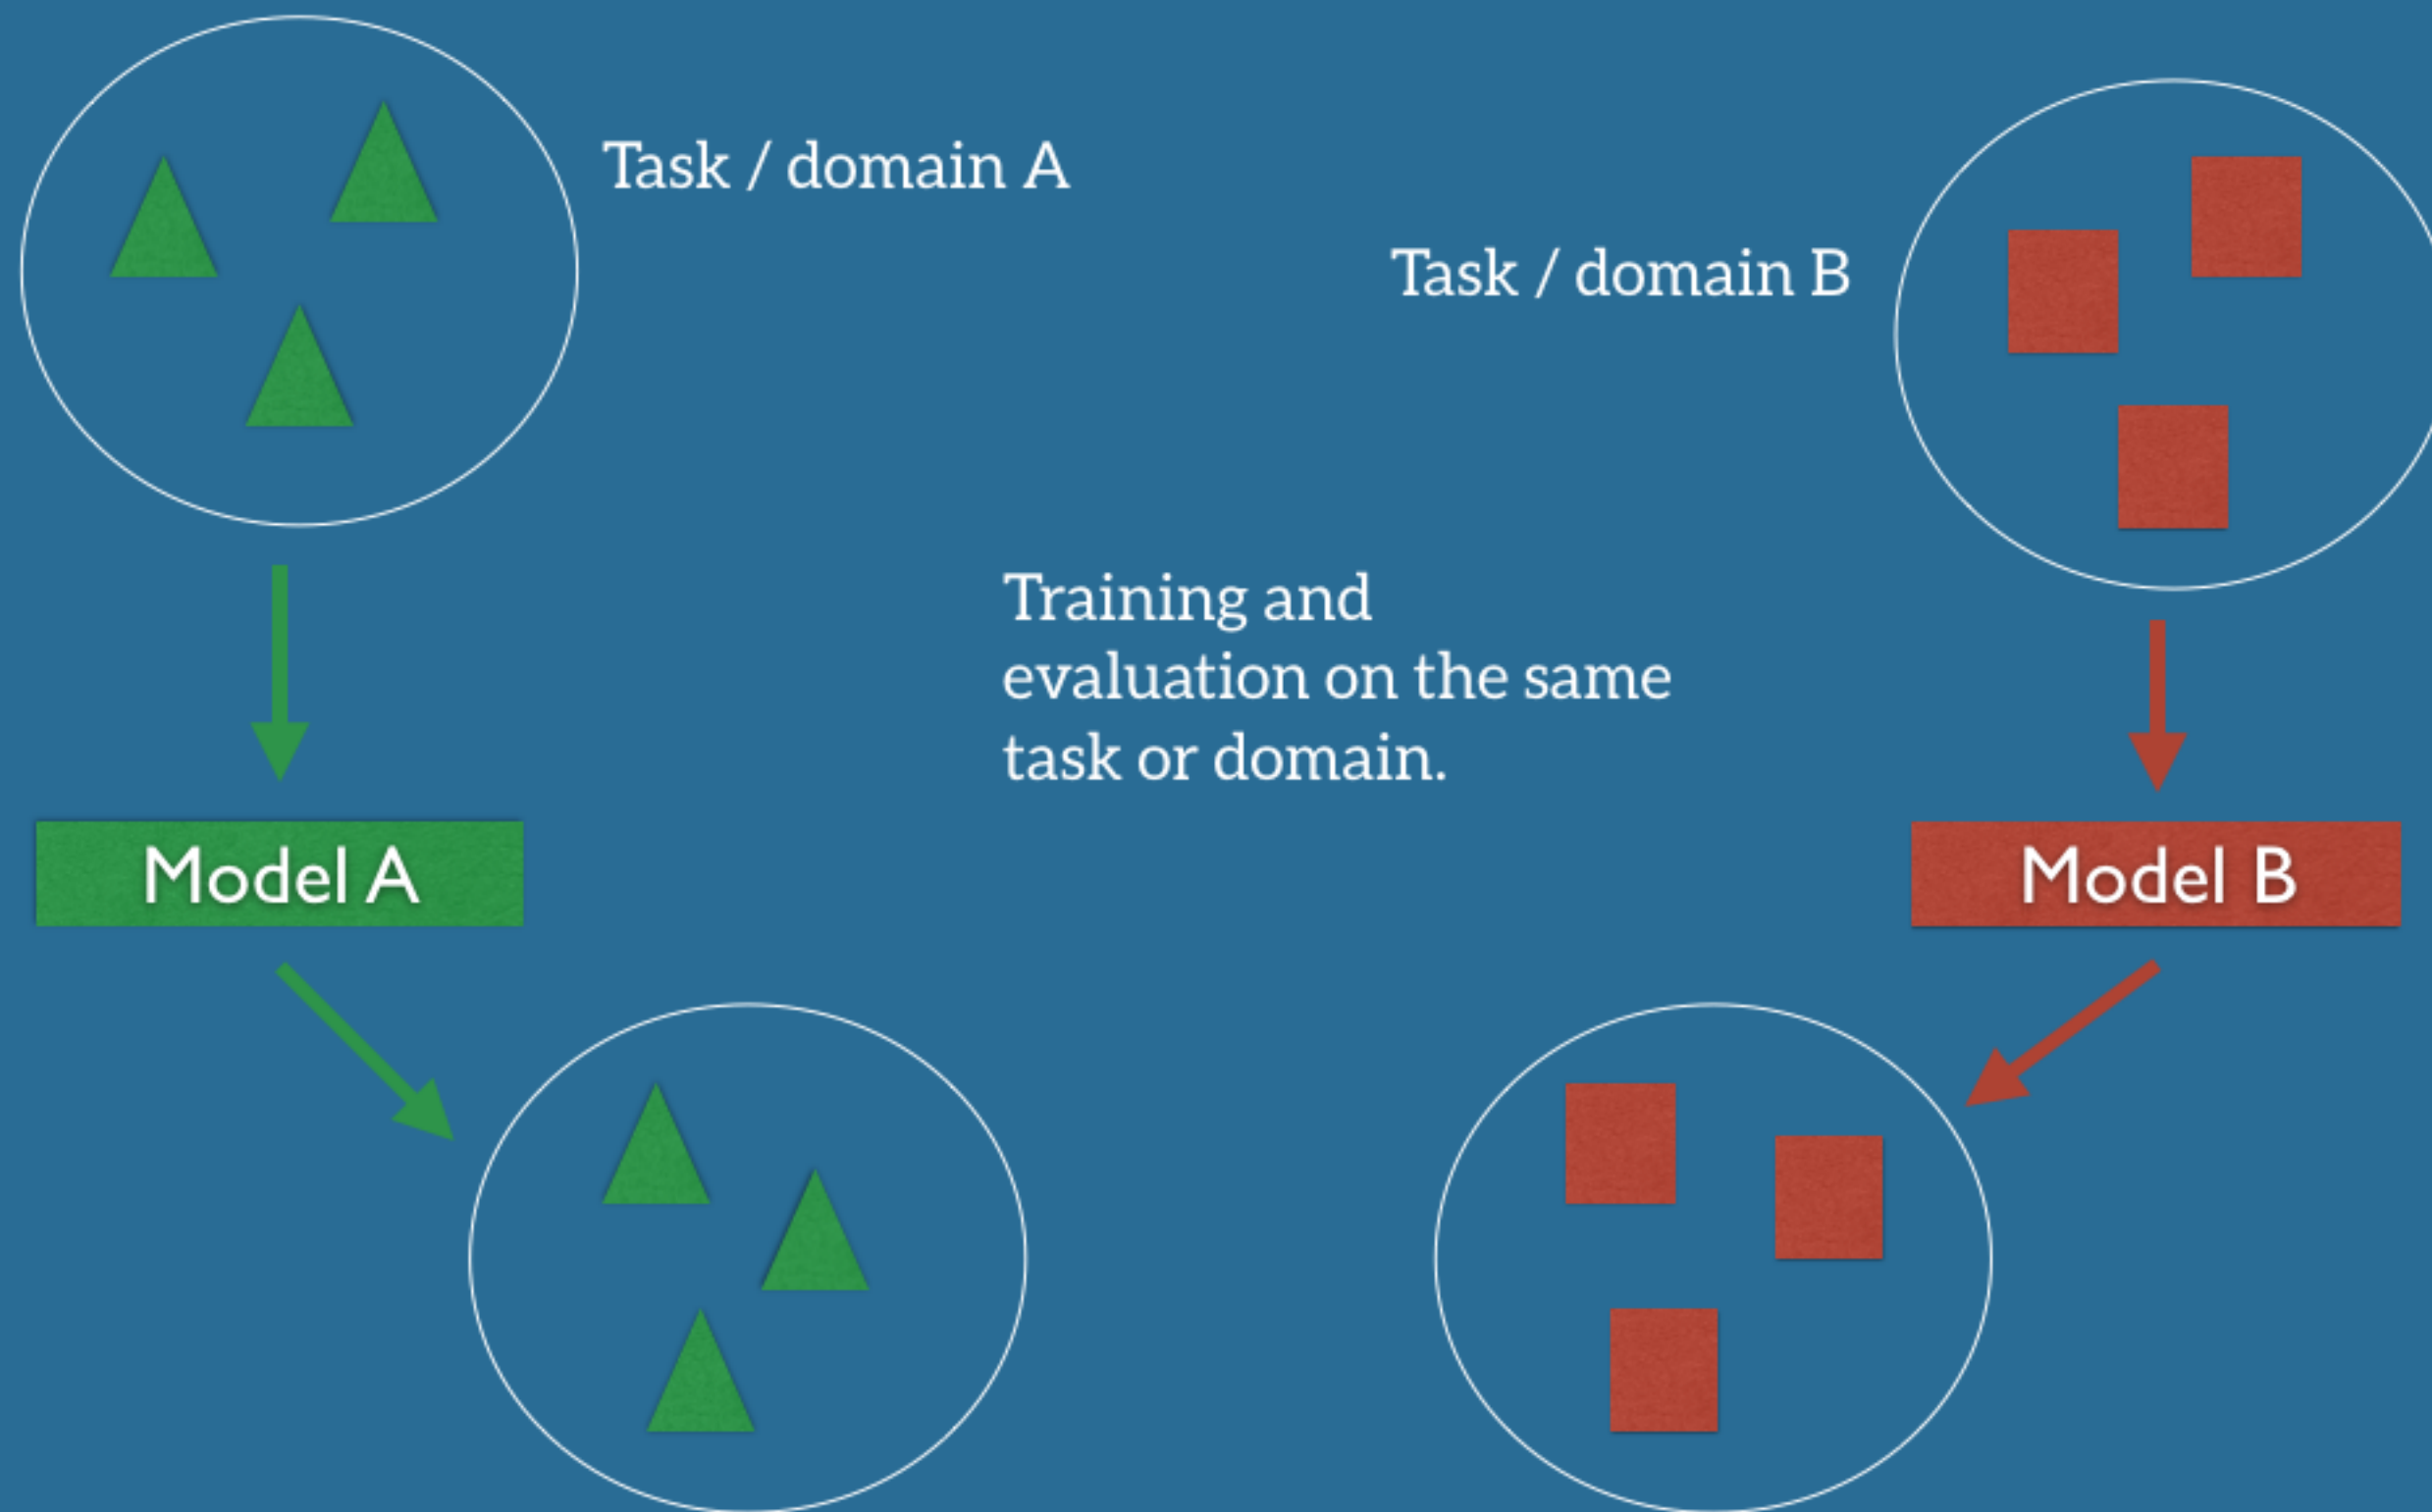 Task / domain A
Task / domain B
Training and
evaluation on the same
task or domain.
Model A
Model B